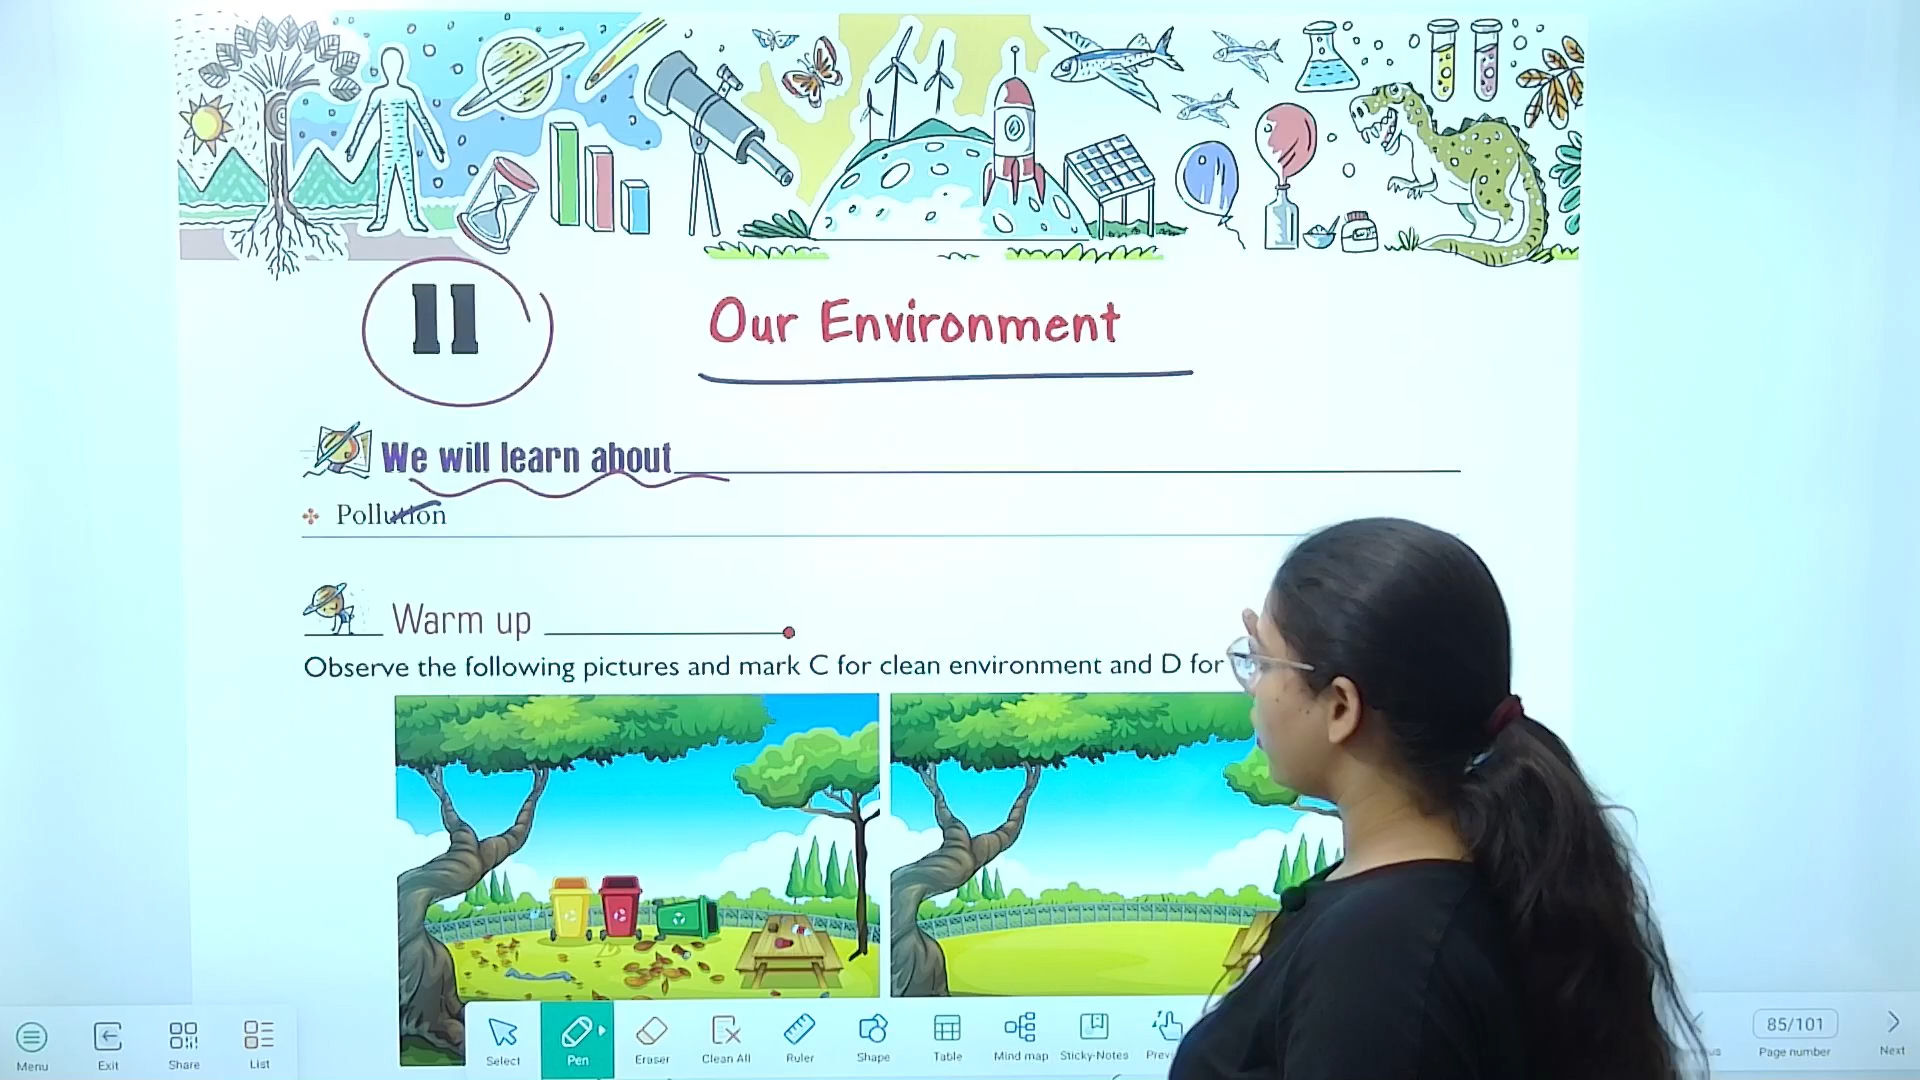 11
Our Environment
We will learn about
Pollution
Warm up
Observe the following pictures and mark C for clean environment and D for
Menu
Exit
Share
List
Select
Pen
Eraser
Clean All
Ruler
Shape
Table
Mind map
Sticky-Notes
85/101
Page number
Next